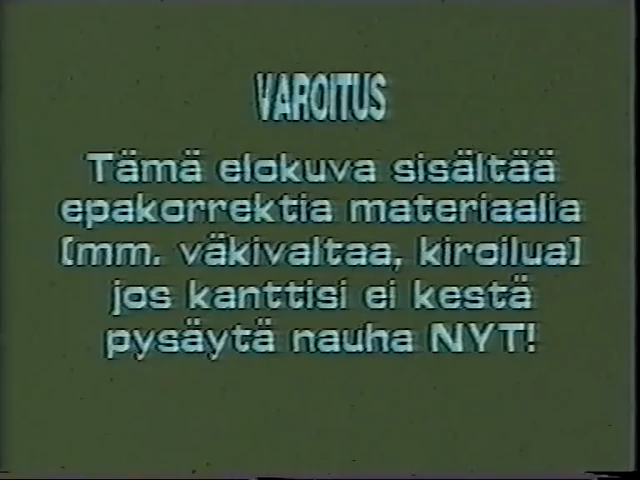 VAROITUS
Tämä elokuva sisältää
epakorrektia materiaalia
(mm. väkivaltaa, kiroilua)
jos kanttisi ei kestä
pysäytä nauha NYT!